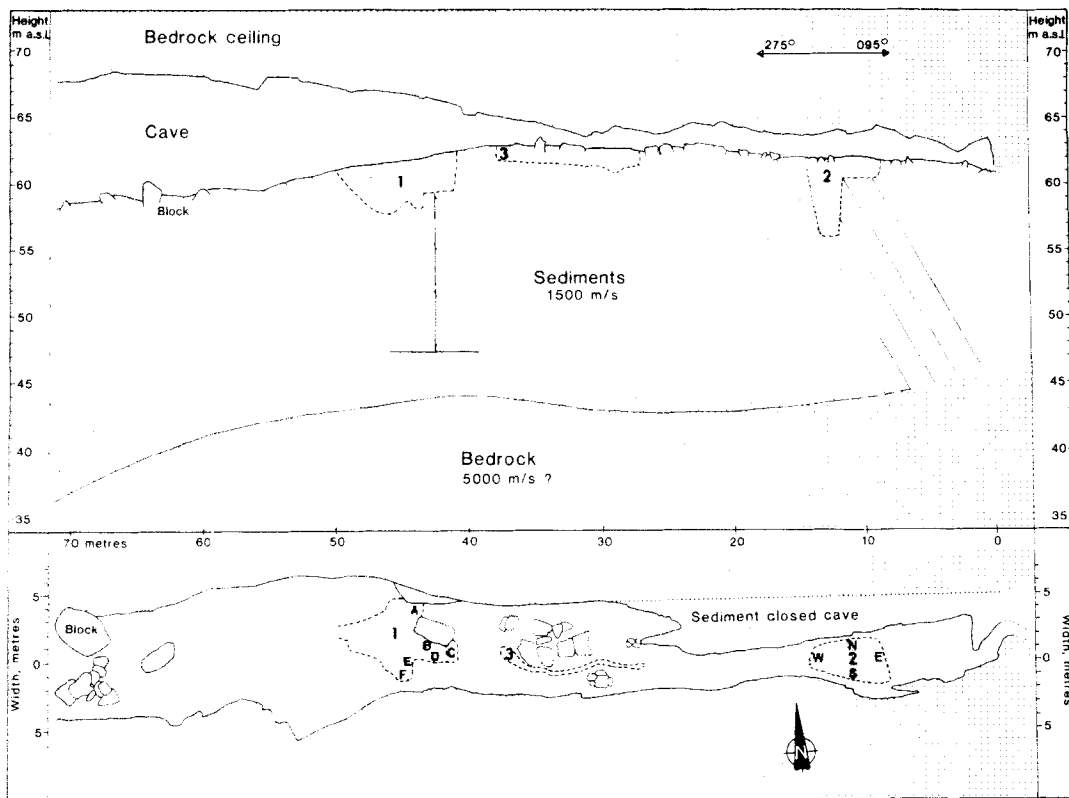 Height
m a.s.l.
Height
m a.s.l.
Bedrock ceiling
275° 095°
70
70
65
65
60
60
55
55
50
50
45
45
40
40
35
35
Cave
3
1
2
Block
Sediments
1500 m/s
Bedrock
5000 m/s ?
70 metres 60 50 40 30 20 10 0
Width, metres
5
0
5
Width, metres
5
0
5
Block
Sediment closed cave
A
1
B
C
D
E
F
3
W
N
2
S
E
N